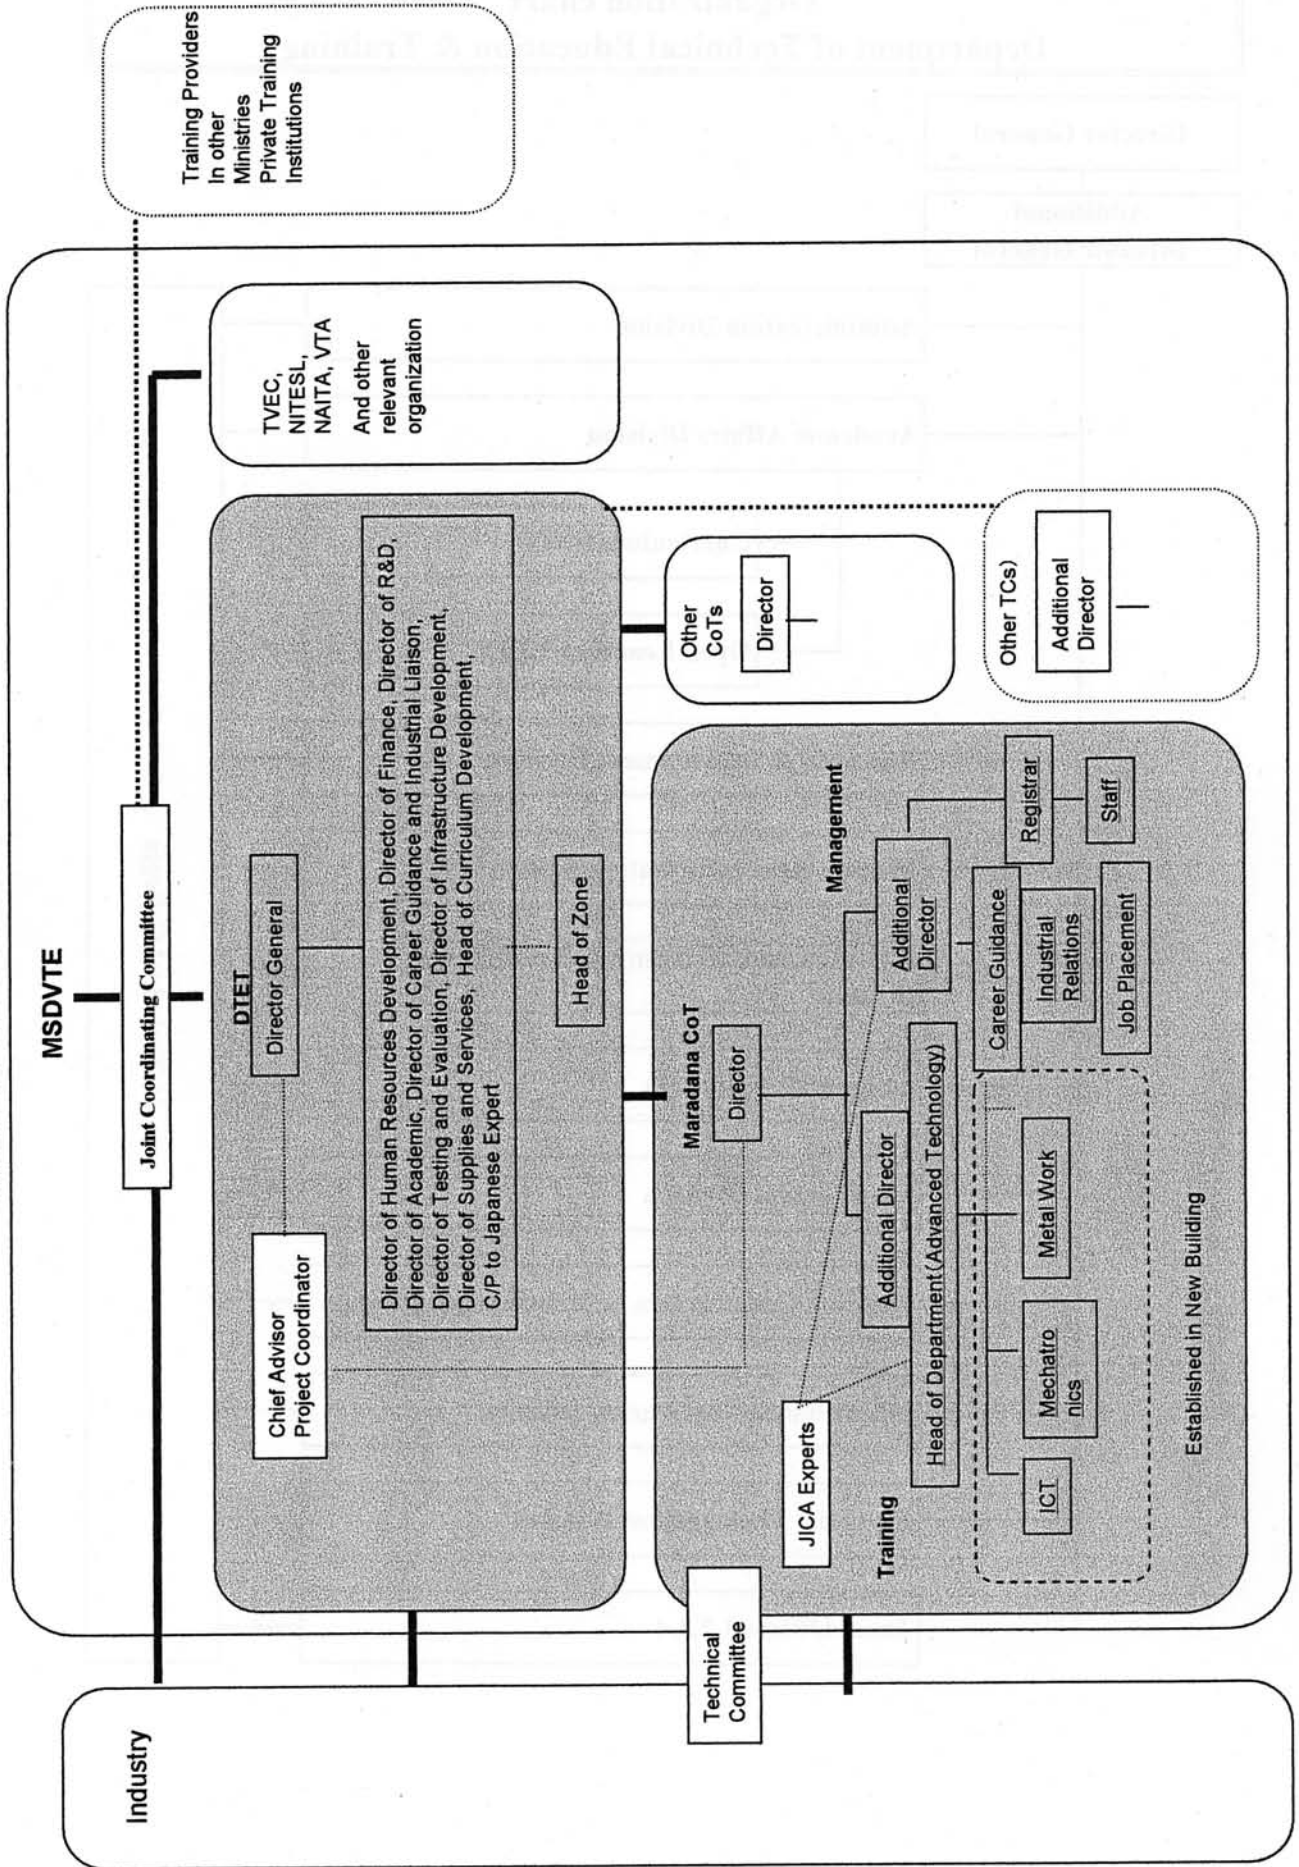 MSDVTE
Joint Coordinating Committee
Industry
Training Providers
In other
Ministries
Private Training
Institutions
DTET
Director General
Chief Advisor
Project Coordinator
Director of Human Resources Development, Director of Finance, Director of R&D,
Director of Academic, Director of Career Guidance and Industrial Liaison,
Director of Testing and Evaluation, Director of Infrastructure Development,
Director of Supplies and Services, Head of Curriculum Development,
C/P to Japanese Expert
Head of Zone
TVEC,
NITESL,
NAITA, VTA
And other
relevant
organization
Technical
Committee
Maradana CoT
Director
JICA Experts
Training
Management
Additional Director
Head of Department(Advanced Technology)
Additional
Director
ICT
Mechatro
nics
Metal Work
Career Guidance
Industrial
Relations
Job Placement
Registrar
Staff
Established in New Building
Other
CoTs
Director
Other TCs)
Additional
Director